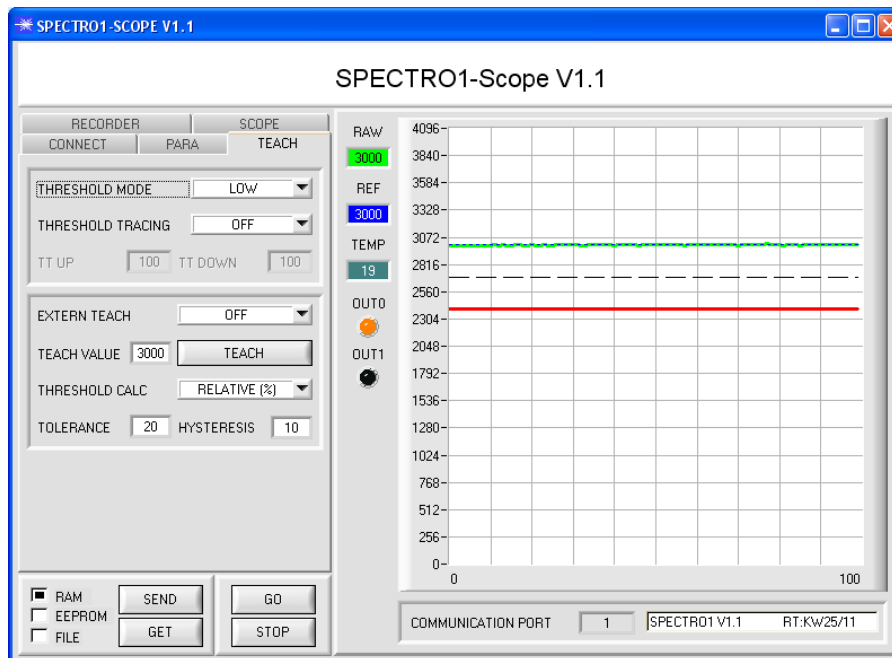 SPECTRO1-SCOPE V1.1
SPECTRO1-Scope V1.1
RECORDER SCOPE
CONNECT PARA TEACH
THRESHOLD MODE LOW
THRESHOLD TRACING OFF
TT UP 100 TT DOWN 100
EXTERN TEACH OFF
TEACH VALUE 3000 TEACH
THRESHOLD CALC RELATIVE (%)
TOLERANCE 20 HYSTERESIS 10
RAM SEND GO
EEPROM
FILE GET STOP
RAW
3000
REF
3000
TEMP
19
OUT0
OUT1
4096
3840
3584
3328
3072
2816
2560
2304
2048
1792
1536
1280
1024
768
512
256
0
0 100
COMMUNICATION PORT 1 SPECTRO1 V1.1 RT:KW25/11